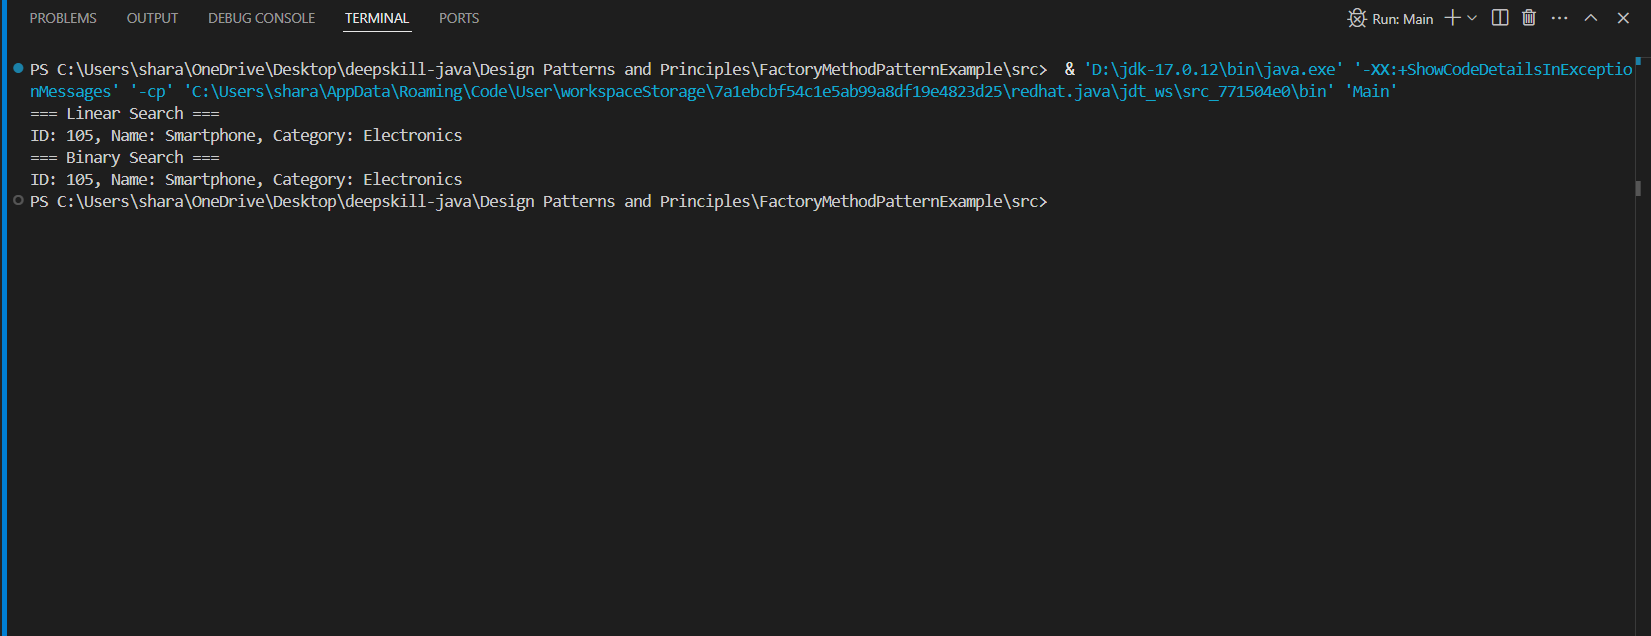 PROBLEMS OUTPUT DEBUG CONSOLE TERMINAL PORTS Run: Main
PS C:\Users\shara\OneDrive\Desktop\deepskill-java\Design Patterns and Principles\FactoryMethodPatternExample\src>  & 'D:\jdk-17.0.12\bin\java.exe' '-XX:+ShowCodeDetailsInExceptio
nMessages' '-cp' 'C:\Users\shara\AppData\Roaming\Code\User\workspaceStorage\7a1ebcbf54c1e5ab99a8df19e4823d25\redhat.java\jdt_ws\src_771504e0\bin' 'Main'
=== Linear Search ===
ID: 105, Name: Smartphone, Category: Electronics
=== Binary Search ===
ID: 105, Name: Smartphone, Category: Electronics
PS C:\Users\shara\OneDrive\Desktop\deepskill-java\Design Patterns and Principles\FactoryMethodPatternExample\src>